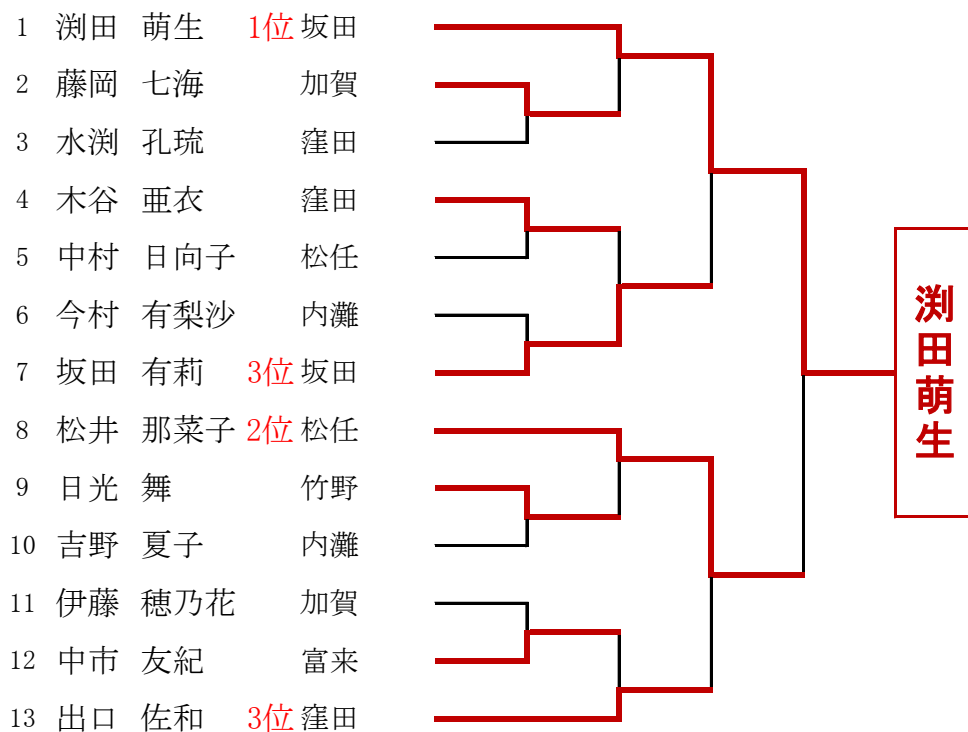 1 渕田 萌生 1位 坂田
2 藤岡 七海 加賀
3 水渕 孔琉 窪田
4 木谷 亜衣 窪田
5 中村 日向子 松任
6 今村 有梨沙 内灘
7 坂田 有莉 3位 坂田
8 松井 那菜子 2位 松任
9 日光 舞 竹野
10 吉野 夏子 内灘
11 伊藤 穂乃花 加賀
12 中市 友紀 富来
13 出口 佐和 3位 窪田
渕田萌生